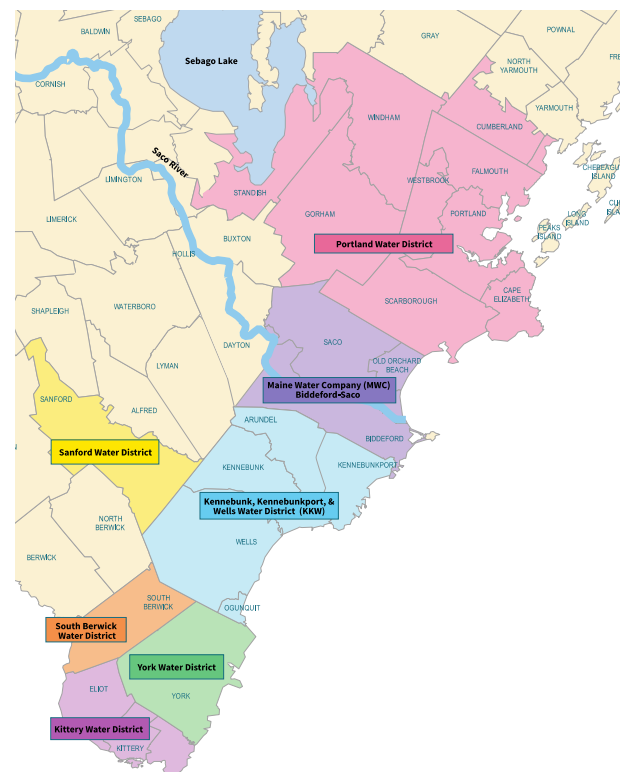 SEBAGO
BALDWIN
POWNAL
GRAY
Sebago Lake
NORTH
YARMOUTH
FRE
CORNISH
YARMOUTH
WINDHAM
CUMBERLAND
Saco River
CHEBEAGUE
ISLAND
FALMOUTH
LIMINGTON
WESTBROOK
STANDISH
LONG
ISLAND
CU
ISLA
PORTLAND
GORHAM
LIMERICK
PEAKS
ISLAND
BUXTON
Portland Water District
HOLLIS
CAPE
ELIZABETH
SCARBOROUGH
WATERBORO
SHAPLEIGH
SACO
DAYTON
OLD ORCHARD
BEACH
LYMAN
Maine Water Company (MWC)
Biddeford-Saco
SANFORD
ALFRED
ARUNDEL
BIDDEFORD
Sanford Water District
KENNEBUNK
KENNEBUNKPORT
Kennebunk, Kennebunkport, &
Wells Water District (KKW)
NORTH
BERWICK
WELLS
BERWICK
SOUTH
BERWICK
OGUNQUIT
South Berwick
Water District
York Water District
ELIOT
YORK
Kittery Water District
KITTERY